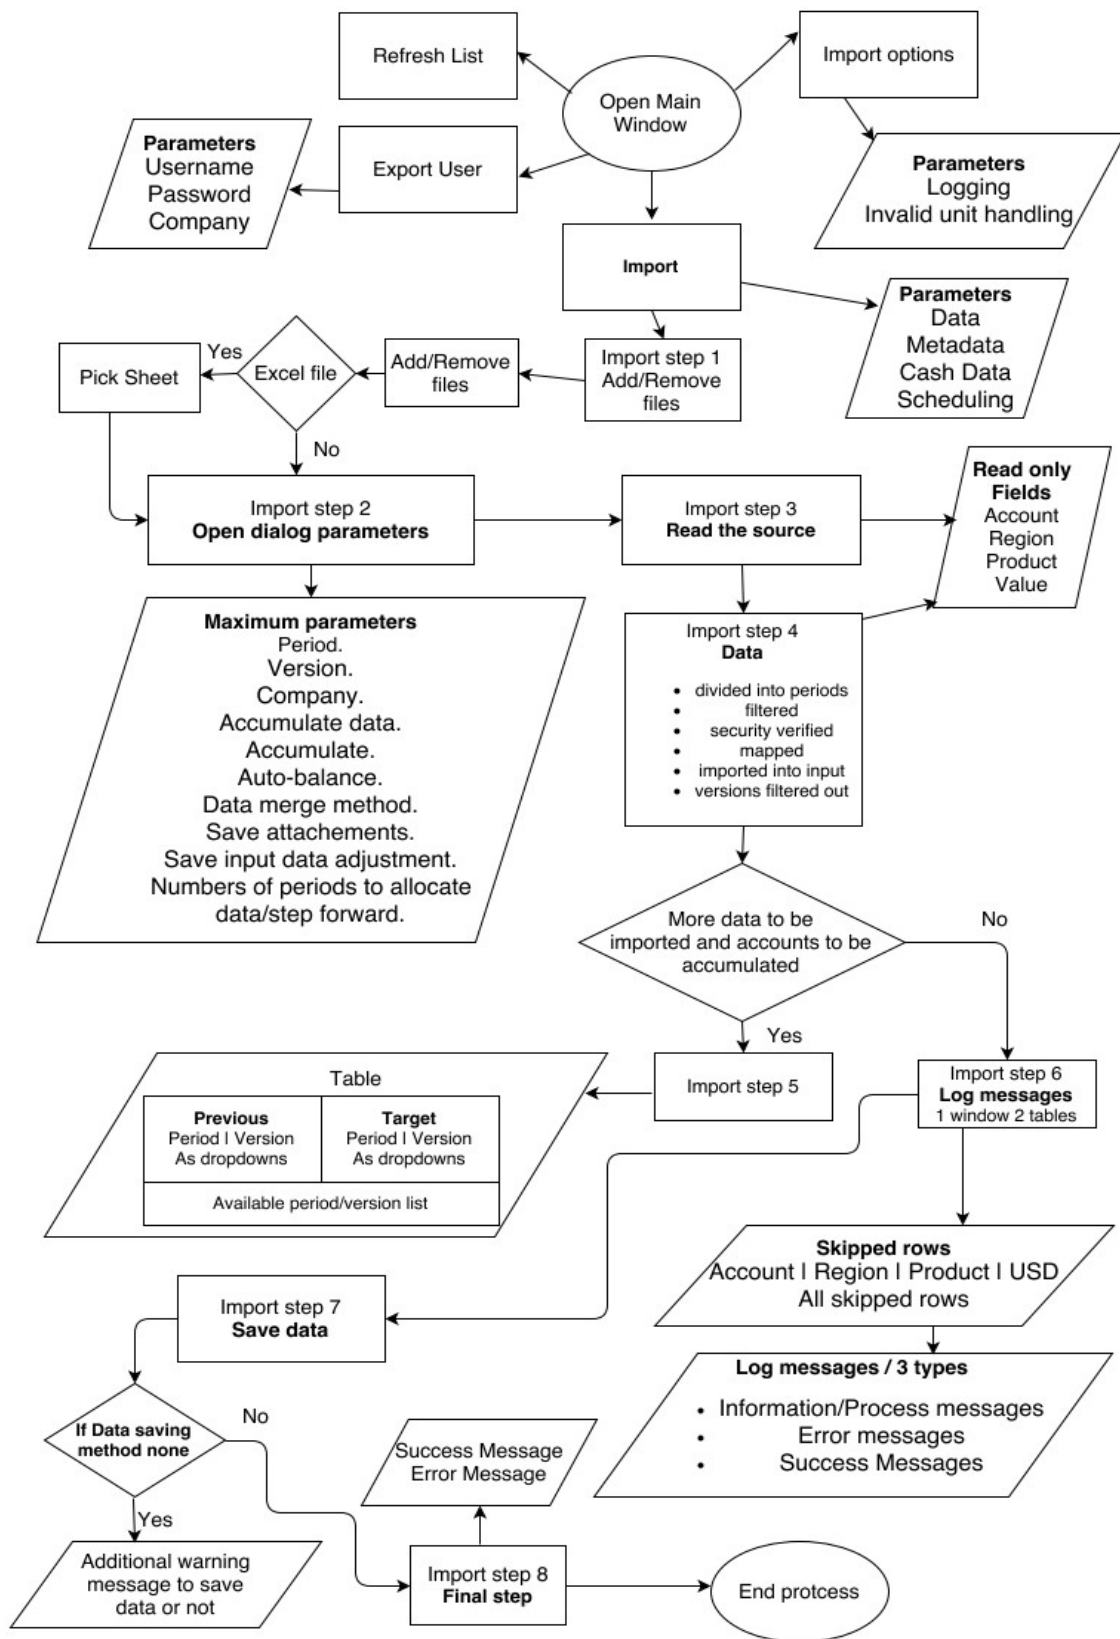 Refresh List
Import options
Open Main
Window
Parameters
Username
Password
Company
Export User
Parameters
Logging
Invalid unit handling
Import
Parameters
Data
Metadata
Cash Data
Scheduling
Pick Sheet
Yes
Excel file
No
Add/Remove
files
Import step 1
Add/Remove
files
Import step 2
Open dialog parameters
Import step 3
Read the source
Read only
Fields
Account
Region
Product
Value
Maximum parameters
Period.
Version.
Company.
Accumulate data.
Accumulate.
Auto-balance.
Data merge method.
Save attachements.
Save input data adjustment.
Numbers of periods to allocate
data/step forward.
Import step 4
Data
• divided into periods
• filtered
• security verified
• mapped
• imported into input
• versions filtered out
More data to be
imported and accounts to be
accumulated
No
Yes
Table
Previous
Period | Version
As dropdowns
Target
Period | Version
As dropdowns
Available period/version list
Import step 5
Import step 6
Log messages
1 window 2 tables
Skipped rows
Account | Region | Product | USD
All skipped rows
Import step 7
Save data
Log messages / 3 types
• Information/Process messages
• Error messages
• Success Messages
If Data saving
method none
No
Yes
Success Message
Error Message
Additional warning
message to save
data or not
Import step 8
Final step
End protcess